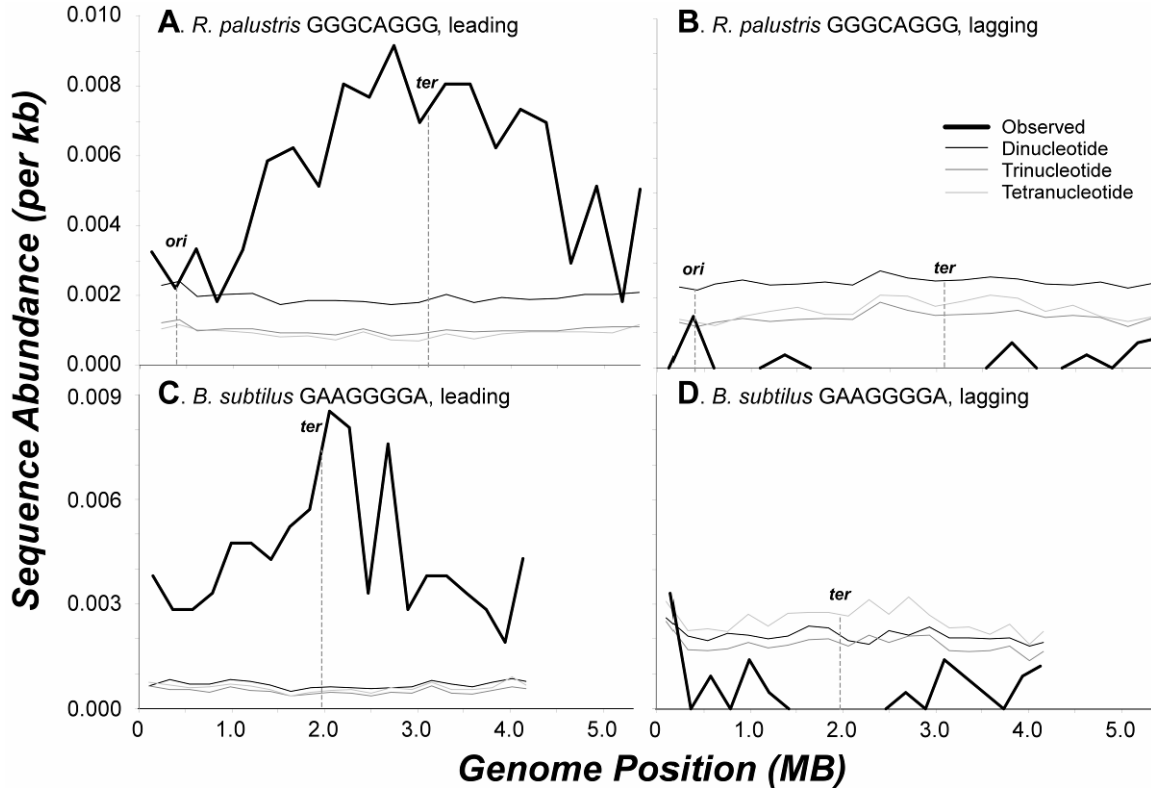 A. R. palustris GGGCAGGG, leading
B. R. palustris GGGCAGGG, lagging
Sequence Abundance (per kb)
0.010
0.008
0.006
0.004
0.002
0.000
ori
ter
ori
ter
Observed
Dinucleotide
Trinucleotide
Tetranucleotide
C. B. subtilus GAAGGGGA, leading
D. B. subtilus GAAGGGGA, lagging
0.009
0.006
0.003
0.000
ter
ter
0 1.0 2.0 3.0 4.0 5.0
0 1.0 2.0 3.0 4.0 5.0
Genome Position (MB)